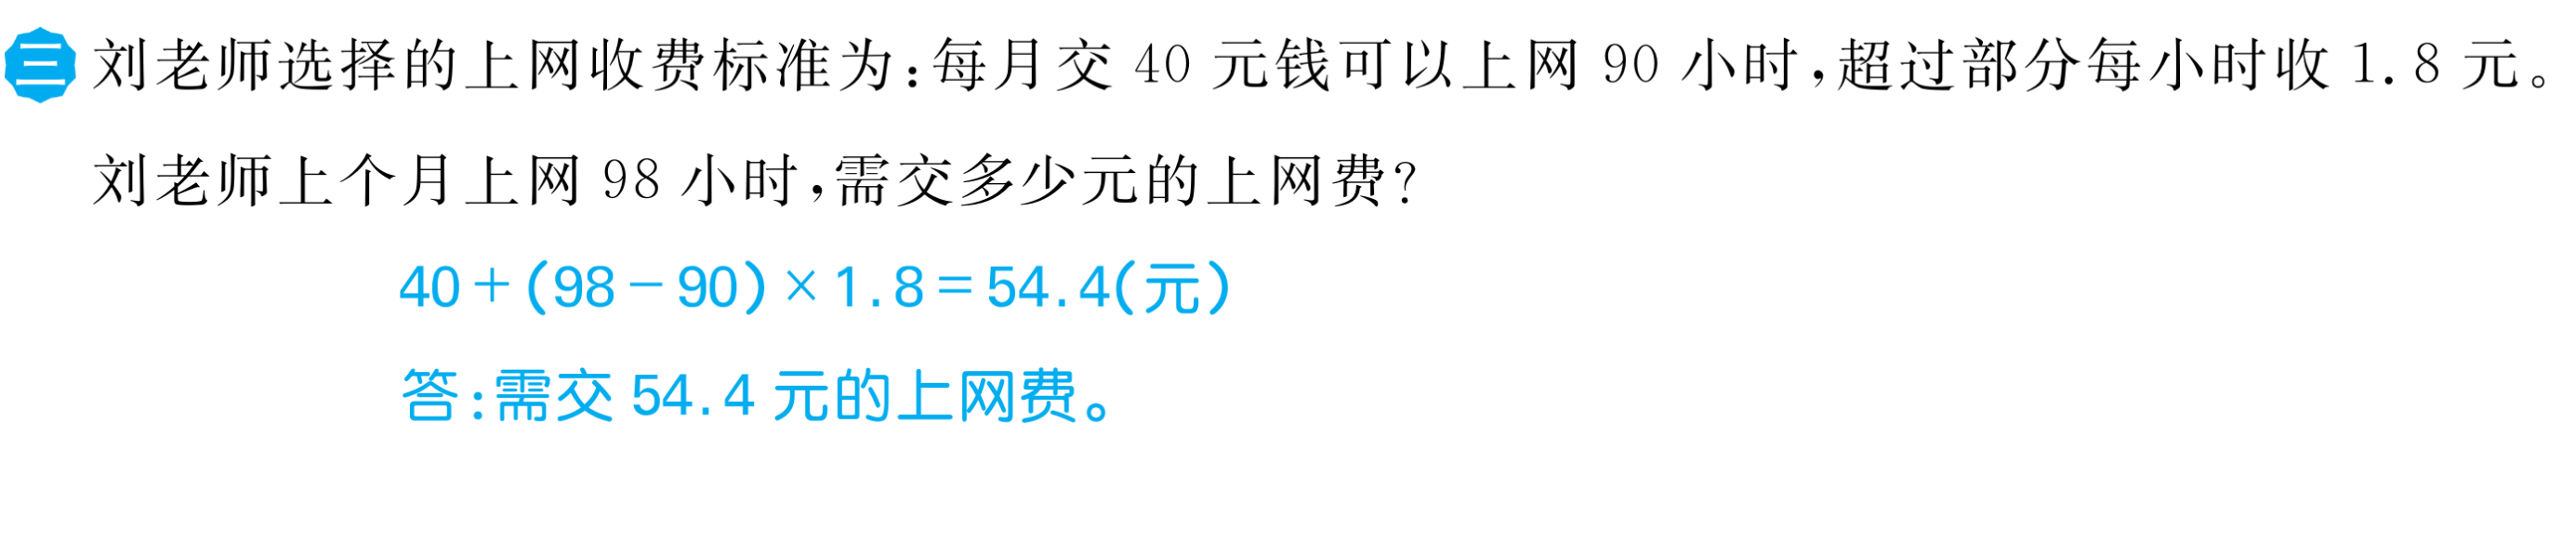 三 刘老师选择的上网收费标准为:每月交 40 元钱可以上网 90 小时,超过部分每小时收 1.8 元。
刘老师上个月上网 98 小时,需交多少元的上网费?
40+(98-90)×1.8=54.4(元)
答:需交 54.4 元的上网费。